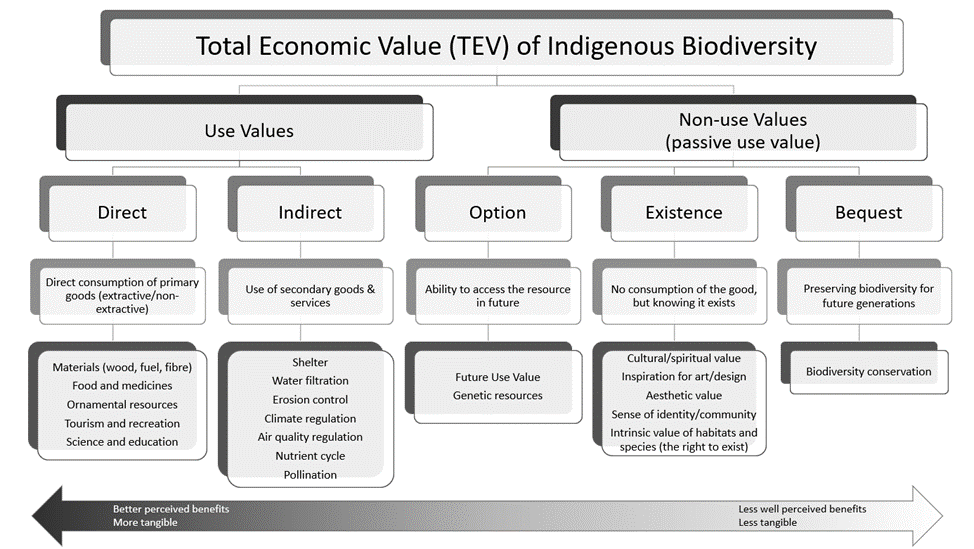 Total Economic Value (TEV) of Indigenous Biodiversity
Use Values
Non-use Values
(passive use value)
Direct
Indirect
Option
Existence
Bequest
Direct consumption of primary
goods (extractive/non-
extractive)
Use of secondary goods &
services
Ability to access the resource
in future
No consumption of the good,
but knowing it exists
Preserving biodiversity for
future generations
Materials (wood, fuel, fibre)
Food and medicines
Ornamental resources
Tourism and recreation
Science and education
Shelter
Water filtration
Erosion control
Climate regulation
Air quality regulation
Nutrient cycle
Pollination
Future Use Value
Genetic resources
Cultural/spiritual value
Inspiration for art/design
Aesthetic value
Sense of identity/community
Intrinsic value of habitats and
species (the right to exist)
Biodiversity conservation
Better perceived benefits
More tangible
Less well perceived benefits
Less tangible